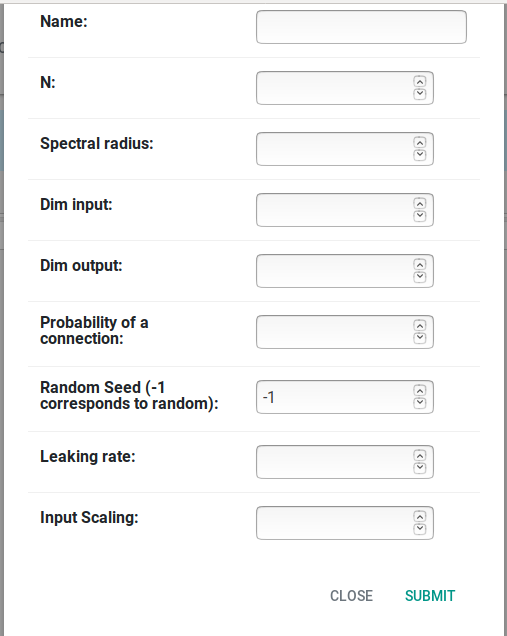 Name:
N:
Spectral radius:
Dim input:
Dim output:
Probability of a
connection:
Random Seed (-1
corresponds to random):
-1
Leaking rate:
Input Scaling:
CLOSE SUBMIT